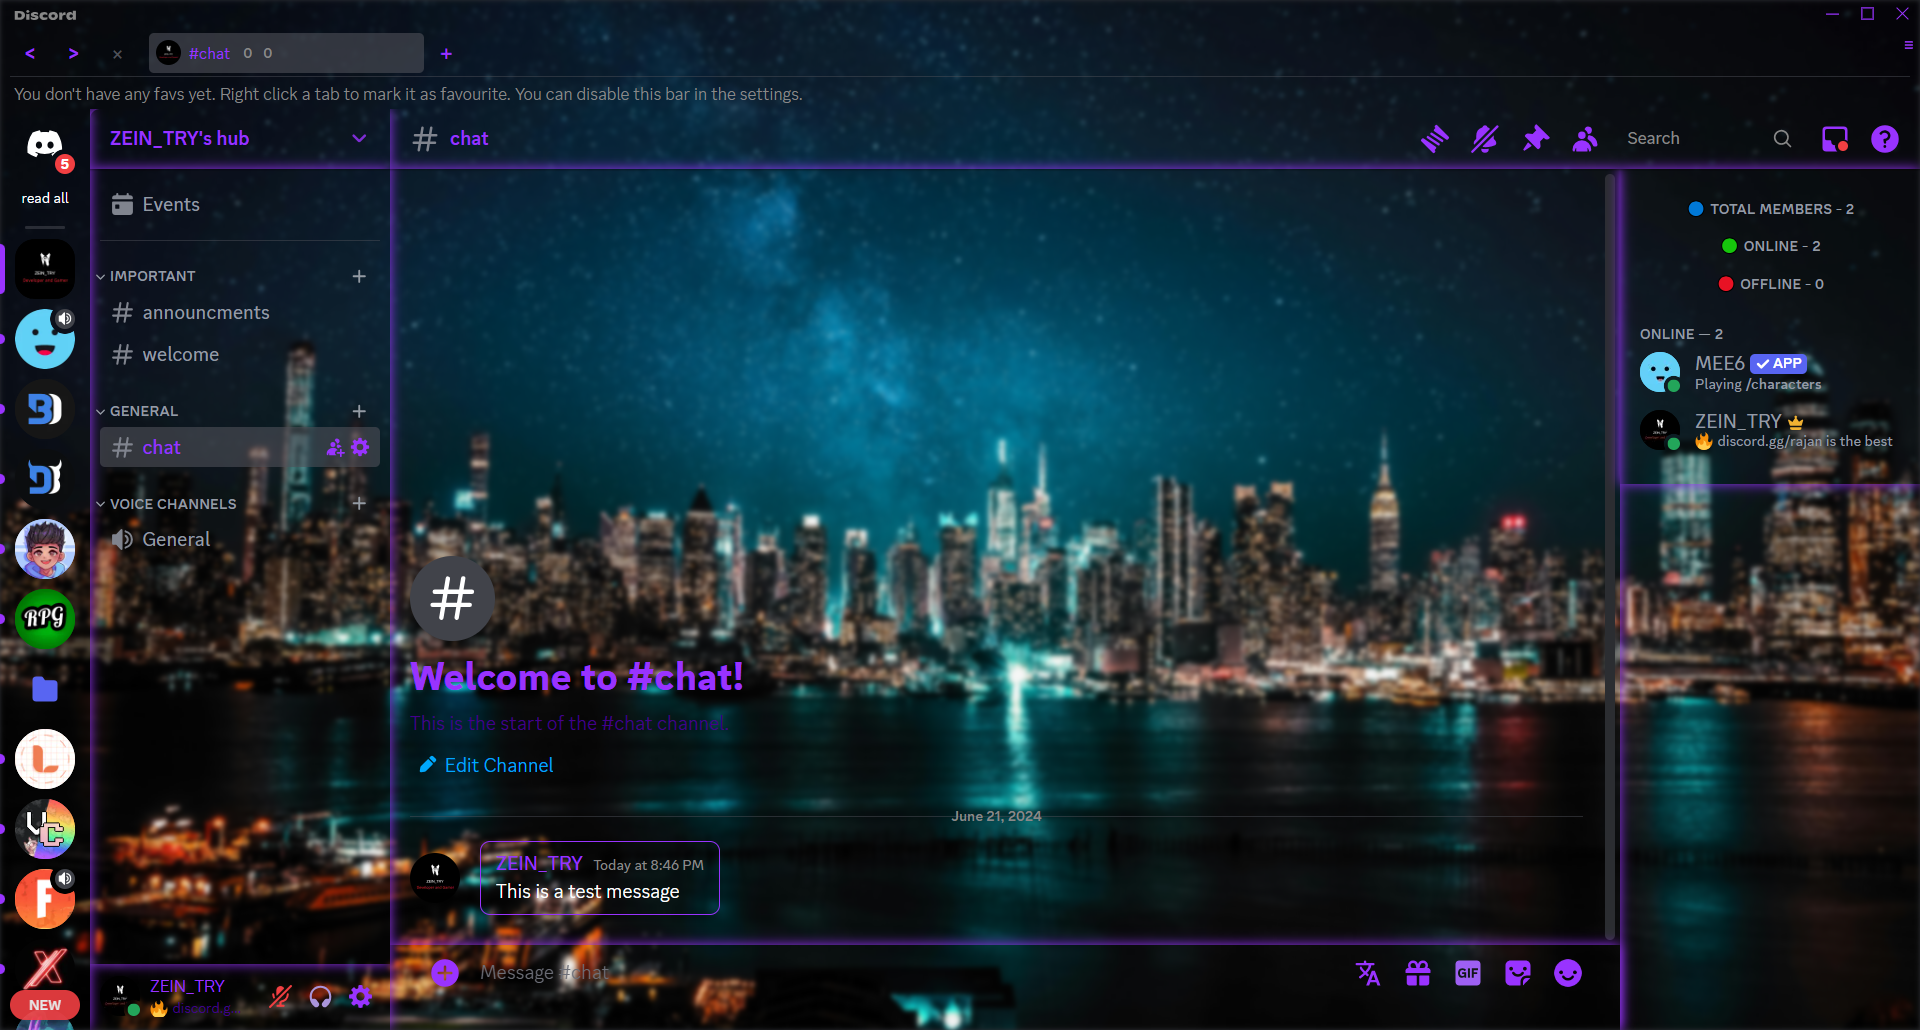 Discord
#chat 0 0
You don't have any favs yet. Right click a tab to mark it as favourite. You can disable this bar in the settings.
5
read all
ZEIN_TRY
RPG
NEW
ZEIN_TRY's hub
Events
IMPORTANT
announcments
welcome
GENERAL
chat
VOICE CHANNELS
General
ZEIN_TRY
discord.g...
chat
Search
Welcome to #chat!
This is the start of the #chat channel.
Edit Channel
June 21, 2024
ZEIN_TRY Today at 8:46 PM
This is a test message
Message #chat
GIF
TOTAL MEMBERS - 2
ONLINE - 2
OFFLINE - 0
ONLINE — 2
MEE6 APP
Playing /characters
ZEIN_TRY
discord.gg/rajan is the best